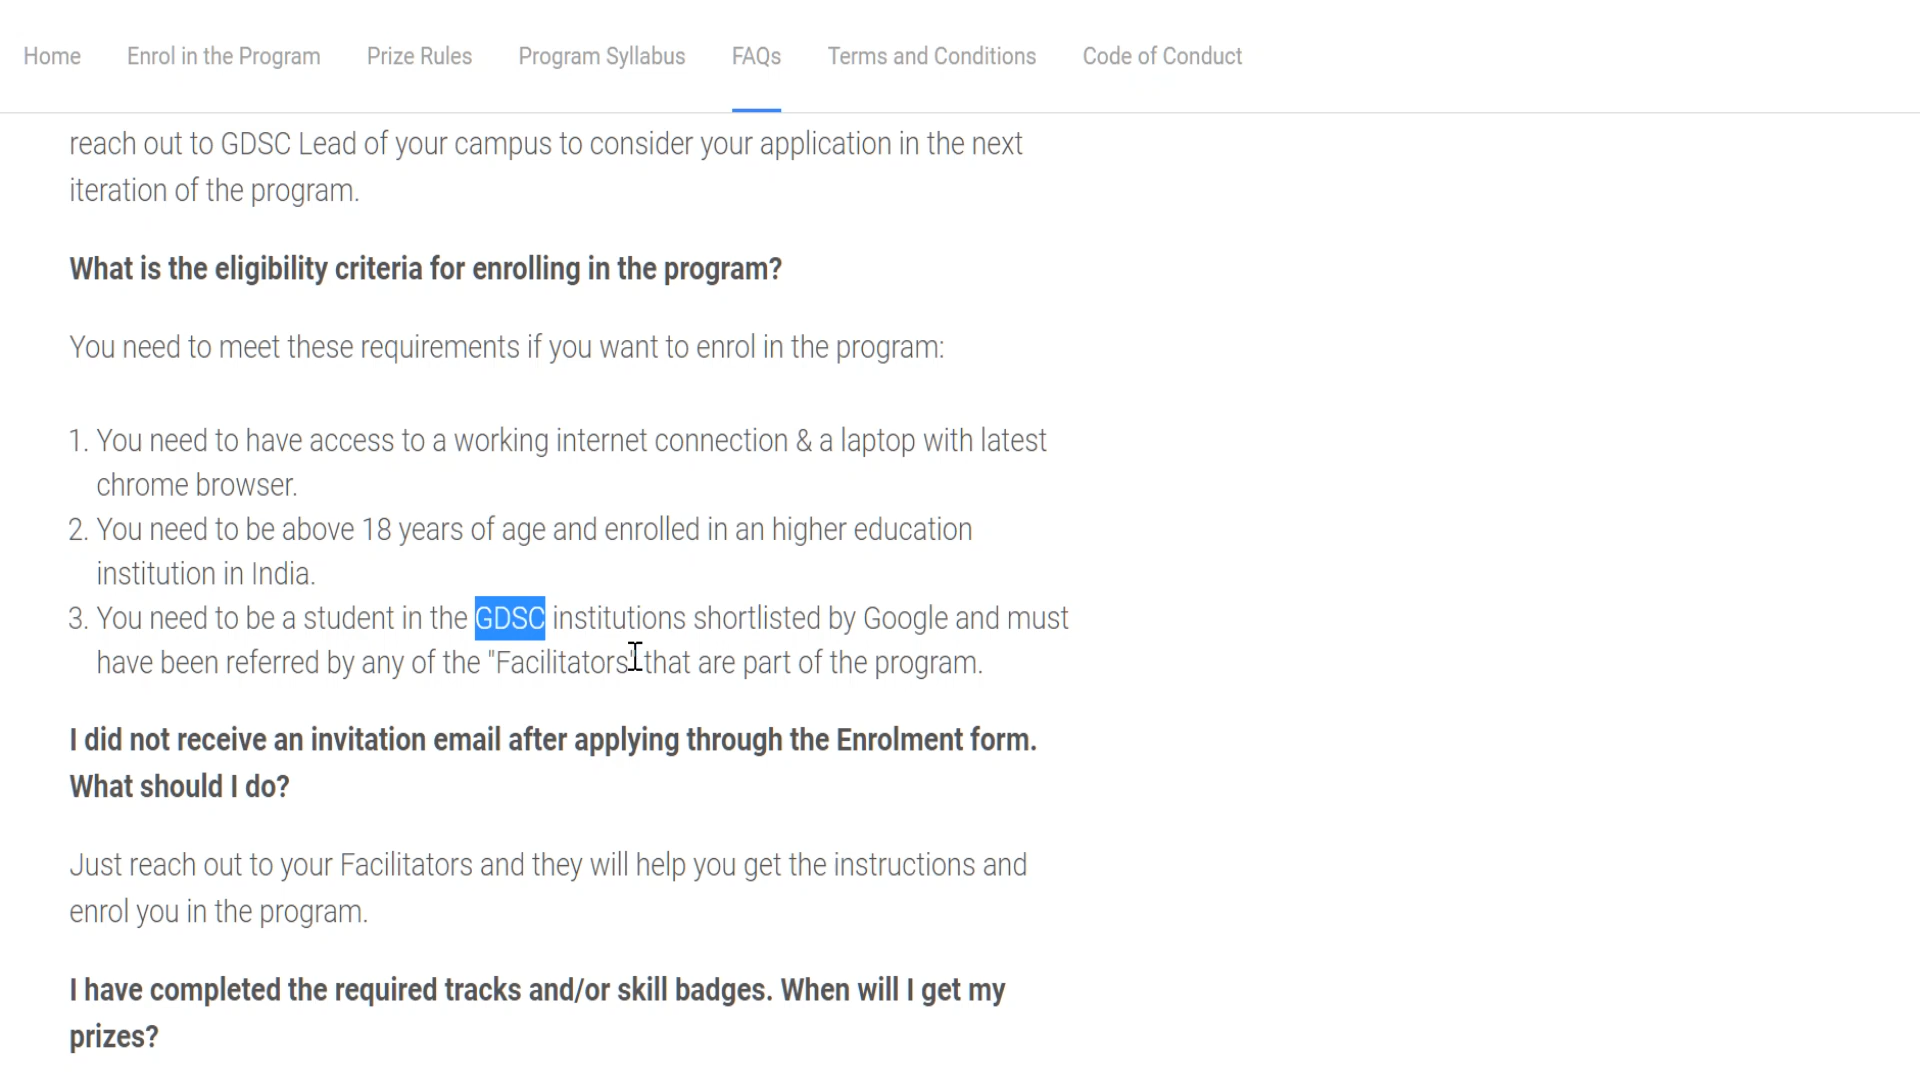 Home Enrol in the Program Prize Rules Program Syllabus FAQs Terms and Conditions Code of Conduct
reach out to GDSC Lead of your campus to consider your application in the next
iteration of the program.
What is the eligibility criteria for enrolling in the program?
You need to meet these requirements if you want to enrol in the program:
1. You need to have access to a working internet connection & a laptop with latest
chrome browser.
2. You need to be above 18 years of age and enrolled in an higher education
institution in India.
3. You need to be a student in the GDSC institutions shortlisted by Google and must
have been referred by any of the "Facilitators" that are part of the program.
I did not receive an invitation email after applying through the Enrolment form.
What should I do?
Just reach out to your Facilitators and they will help you get the instructions and
enrol you in the program.
I have completed the required tracks and/or skill badges. When will I get my
prizes?